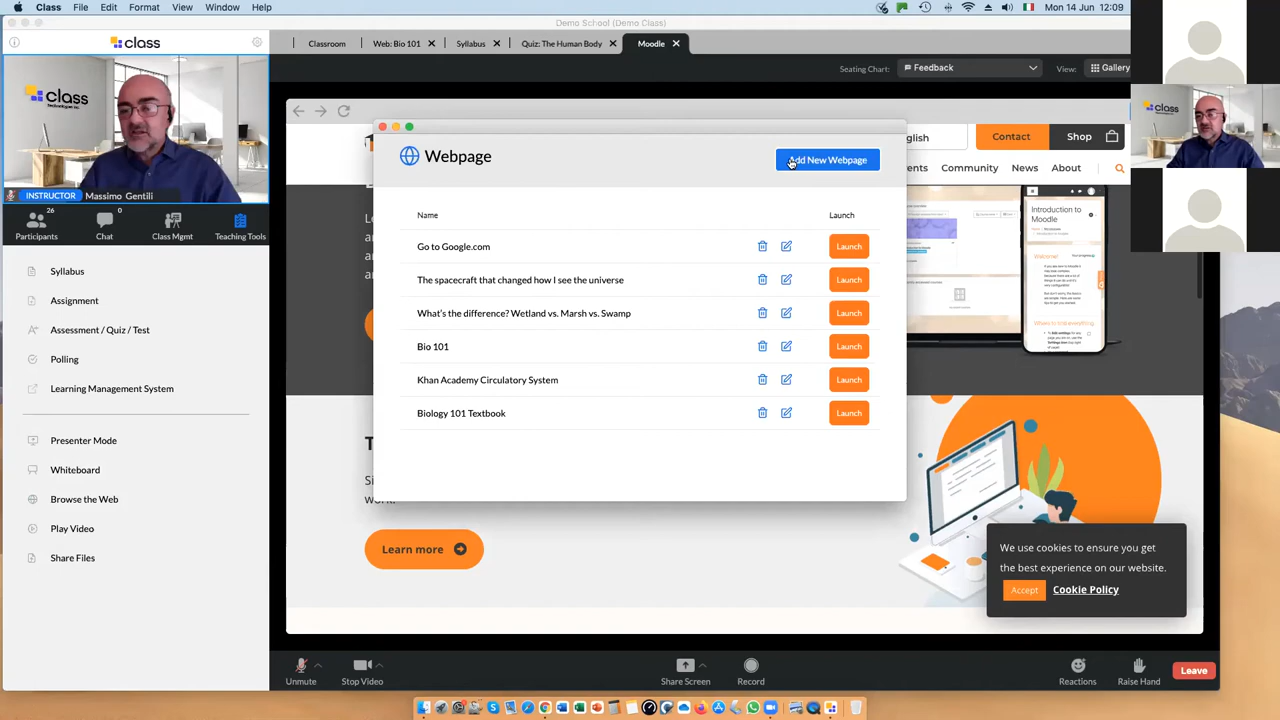 Class File Edit View Window Help
Mon 14 Jun 12:09
Demo School (Demo Class)
class
Classroom
Web: Bio 101
Syllabus
Quiz: The Human Body
Moodle
Seating Chart:
Feedback
View:
Gallery
class
Technologies Inc.
INSTRUCTOR Massimo Gentili
class
26
0
Participants
Chat
Class Mgmt
Teaching Tools
Syllabus
Assignment
Assessment / Quiz / Test
Polling
Learning Management System
Presenter Mode
Whiteboard
Browse the Web
Play Video
Share Files
Contact
Shop
Community
News
About
Introduction to
Moodle
Webpage
Add New Webpage
Name
Launch
Go to Google.com
Launch
The spacecraft that changed how I see the universe
Launch
What's the difference? Wetland vs. Marsh vs. Swamp
Launch
Bio 101
Launch
Khan Academy Circulatory System
Launch
Biology 101 Textbook
Launch
work.
Learn more
We use cookies to ensure you get
the best experience on our website.
Accept
Cookie Policy
Unmute
Stop Video
Share Screen
Record
Reactions
Raise Hand
Leave